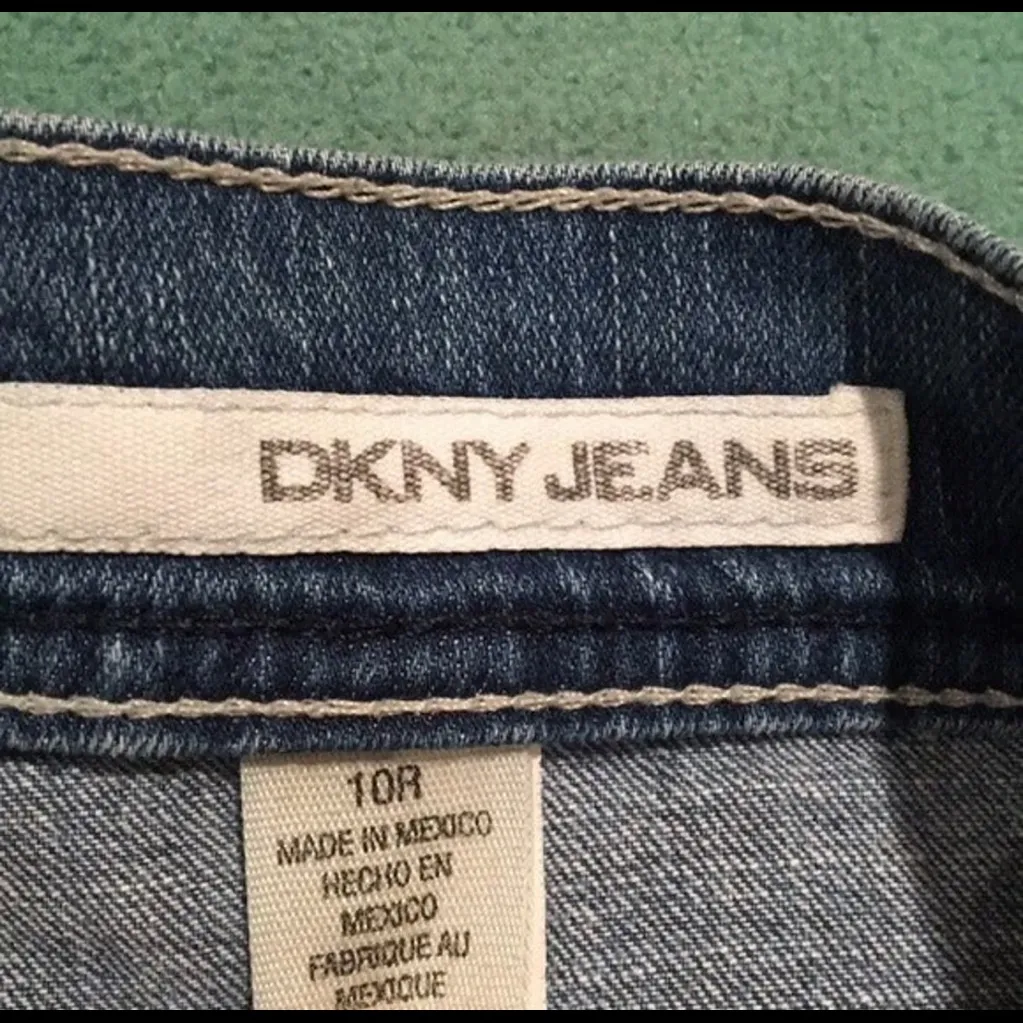 DKNY JEANS
10R
MADE IN MEXICO
HECHO EN
MEXICO
FABRIQUE AU
MEXIQUE